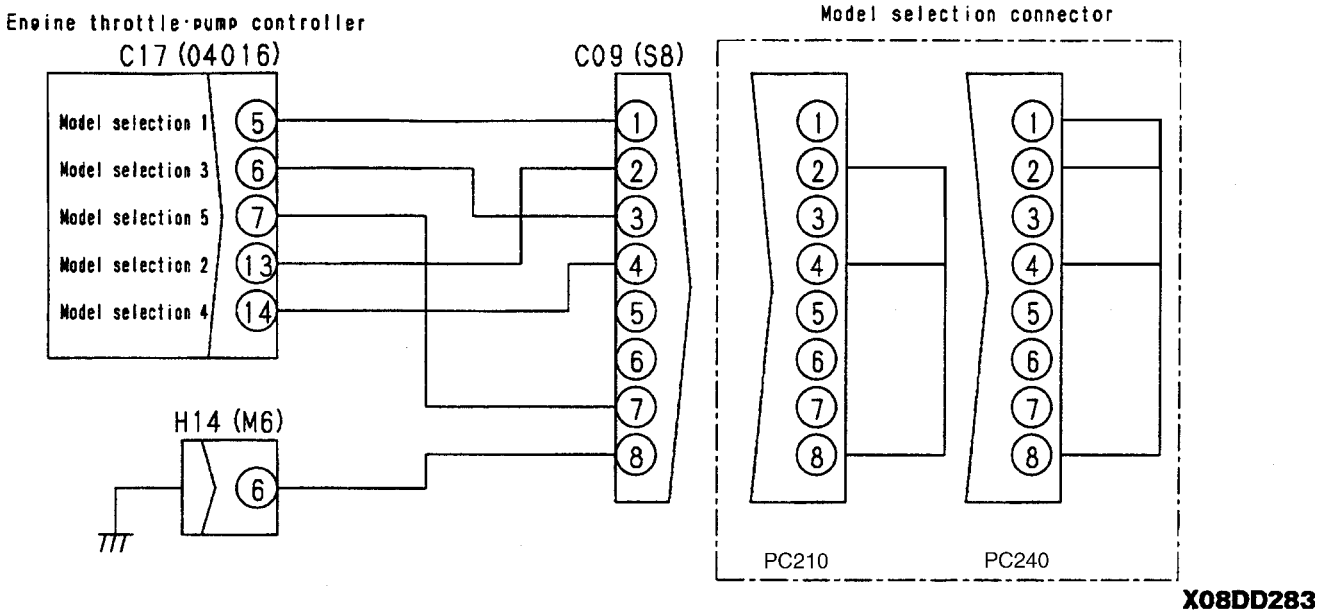 Engine throttle·pump controller
C17 (04016)
Model selection 1 5
Model selection 3 6
Model selection 5 7
Model selection 2 13
Model selection 4 14
H14 (M6)
6
C09 (S8)
1
2
3
4
5
6
7
8
Model selection connector
1
2
3
4
5
6
7
8
PC210
1
2
3
4
5
6
7
8
PC240
X08DD283